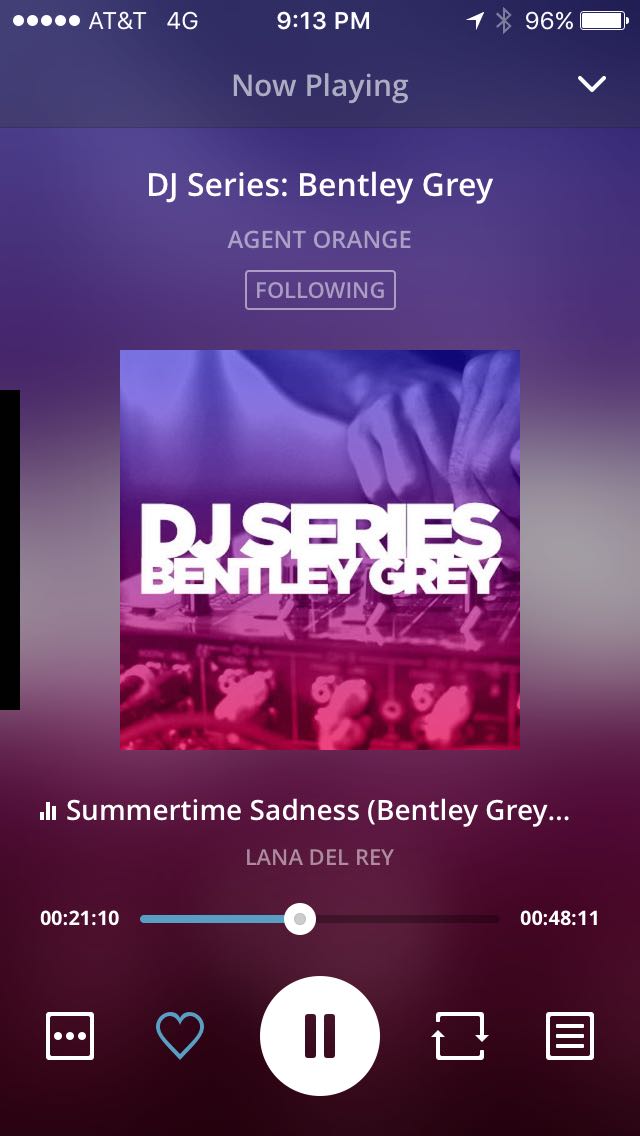 AT&T 4G 9:13 PM 96%
Now Playing
DJ Series: Bentley Grey
AGENT ORANGE
FOLLOWING
DJ SERIES
BENTLEY GREY
Summertime Sadness (Bentley Grey...
LANA DEL REY
00:21:10 00:48:11